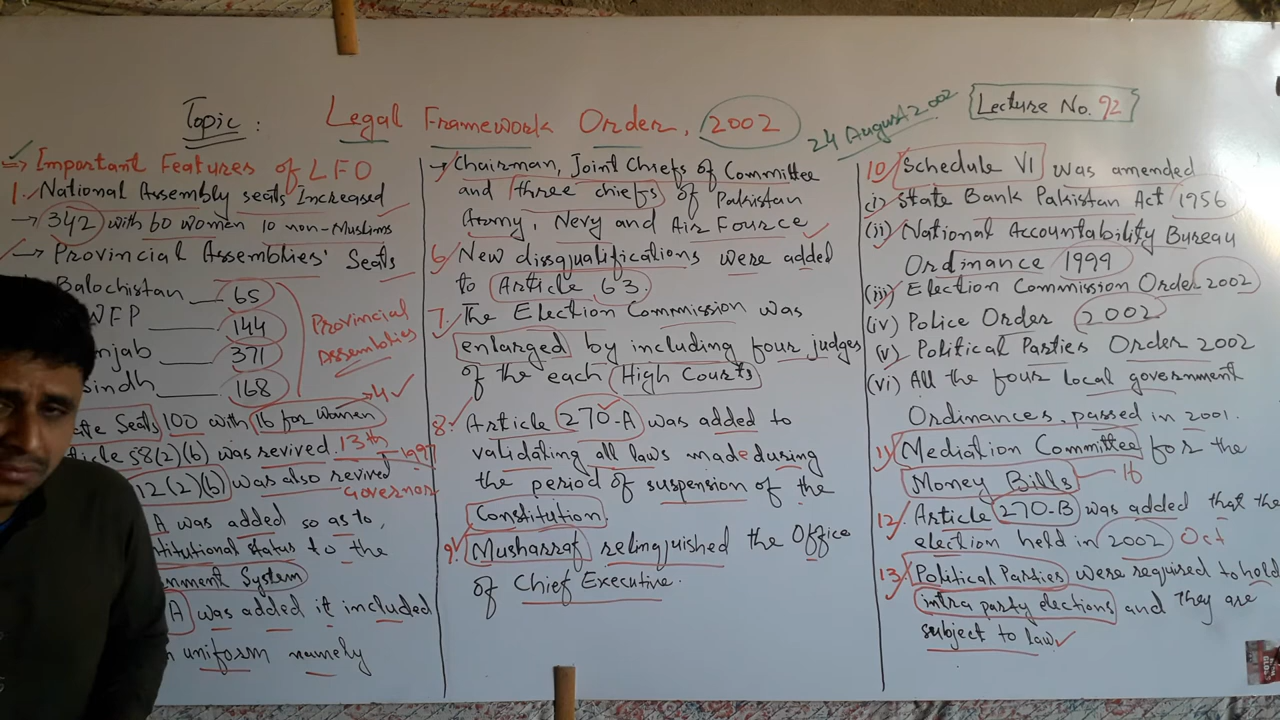 Topic : Legal Framework Order, 2002
24 August 2002
Lecture No. 92
⇒ Important Features of LFO
1. National Assembly seats Increased
→ 342 with 60 women 10 non-Muslims
→ Provincial Assemblies' Seats
Balochistan — 65
WFP — 144
njab — 371
indh — 168
Provincial
Assemblies
Seats 100 with 16 for women → 4
icle 58(2)(b) was revived 13th - 1997
12(2)(b) was also revived
Governor
A was added so as to,
titutional status to the
nment System
A was added it included
uniform namely
→ Chairman, Joint Chiefs of Committee
and three chiefs of Pakistan
Army, Nevy and Air Fource
6. New dissqualifications were added
to Article 63.
7. The Election Commission was
enlarged by including four judges
of the each High Courts
8. Article 270-A was added to
validating all laws made during
the period of suspension of the
Constitution.
9. Musharraf relinguished the Office
of Chief Executive.
10. Schedule VI was amended
(i) State Bank Pakistan Act 1956
(ii) National Accountability Bureau
Ordinance 1999
(iii) Election Commission Order 2002
(iv) Police Order 2002
(v) Political Parties Order 2002
(vi) All the four local government
Ordinances, passed in 2001.
11. Mediation Committee for the
Money Bills — 16
12. Article 270-B was added that the
election held in 2002 Oct
13. Political Parties were required to hold
intra party elections and They are
subject to law